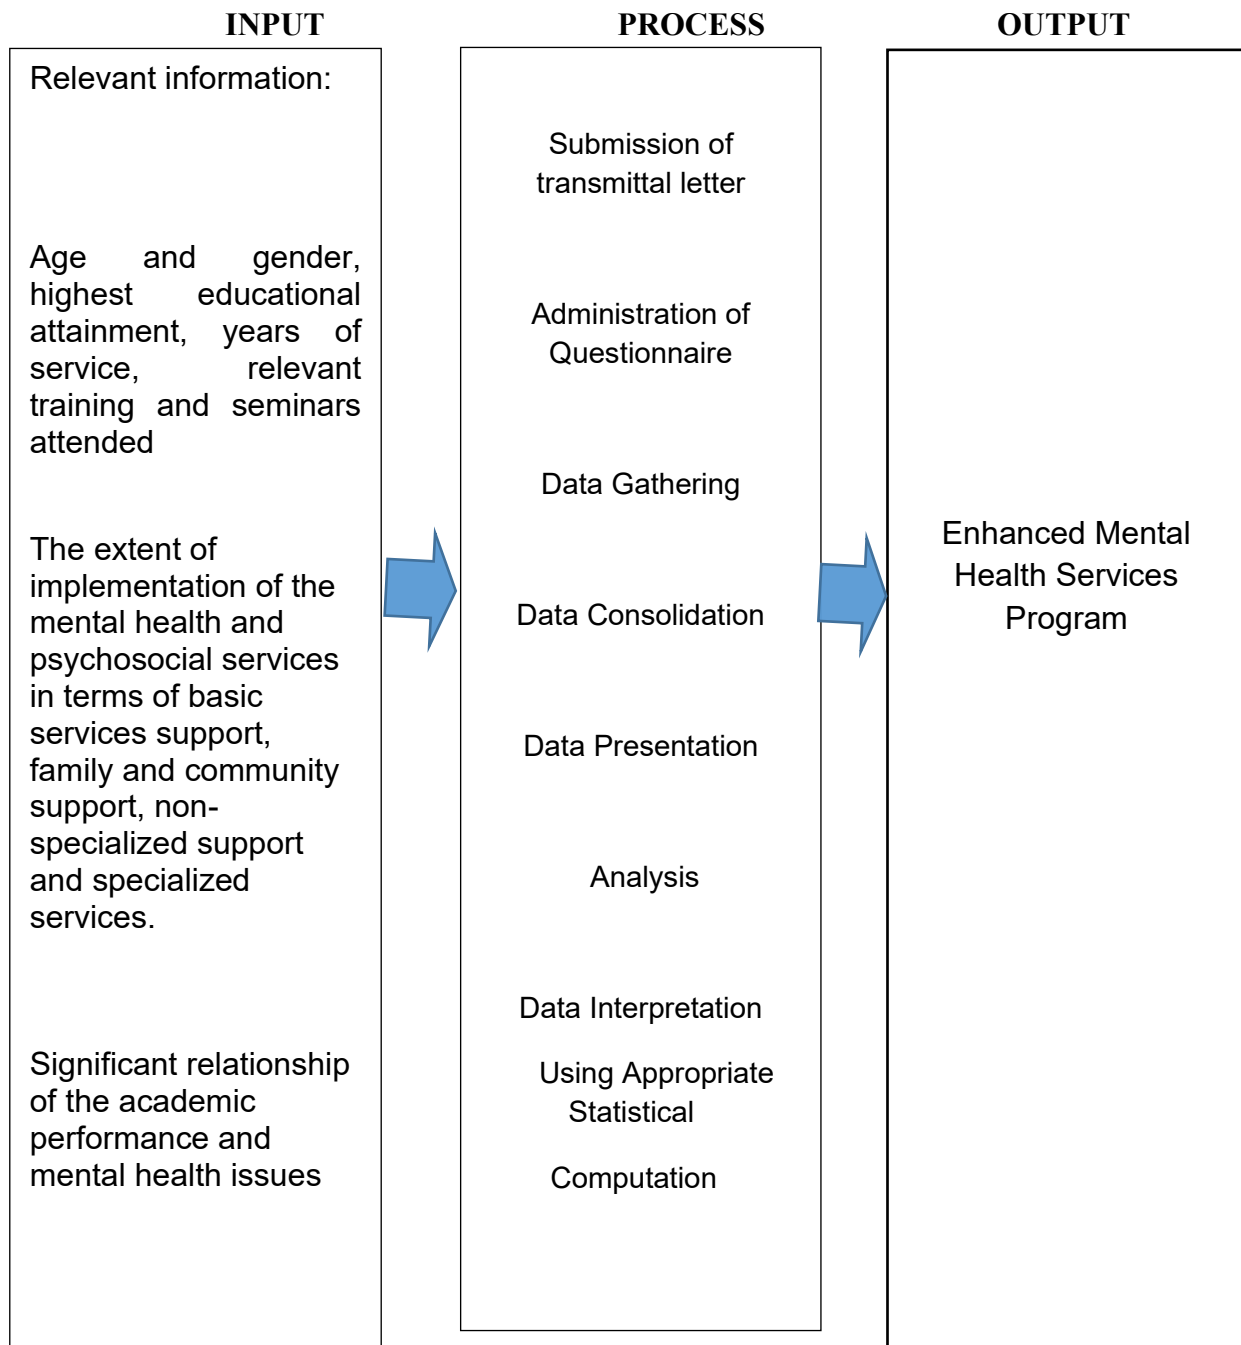 INPUT
PROCESS
OUTPUT
Relevant information:
Age and gender,
highest educational
attainment, years of
service, relevant
training and seminars
attended
The extent of
implementation of the
mental health and
psychosocial services
in terms of basic
services support,
family and community
support, non-
specialized support
and specialized
services.
Significant relationship
of the academic
performance and
mental health issues
Submission of
transmittal letter
Administration of
Questionnaire
Data Gathering
Data Consolidation
Data Presentation
Analysis
Data Interpretation
Using Appropriate
Statistical
Computation
Enhanced Mental
Health Services
Program